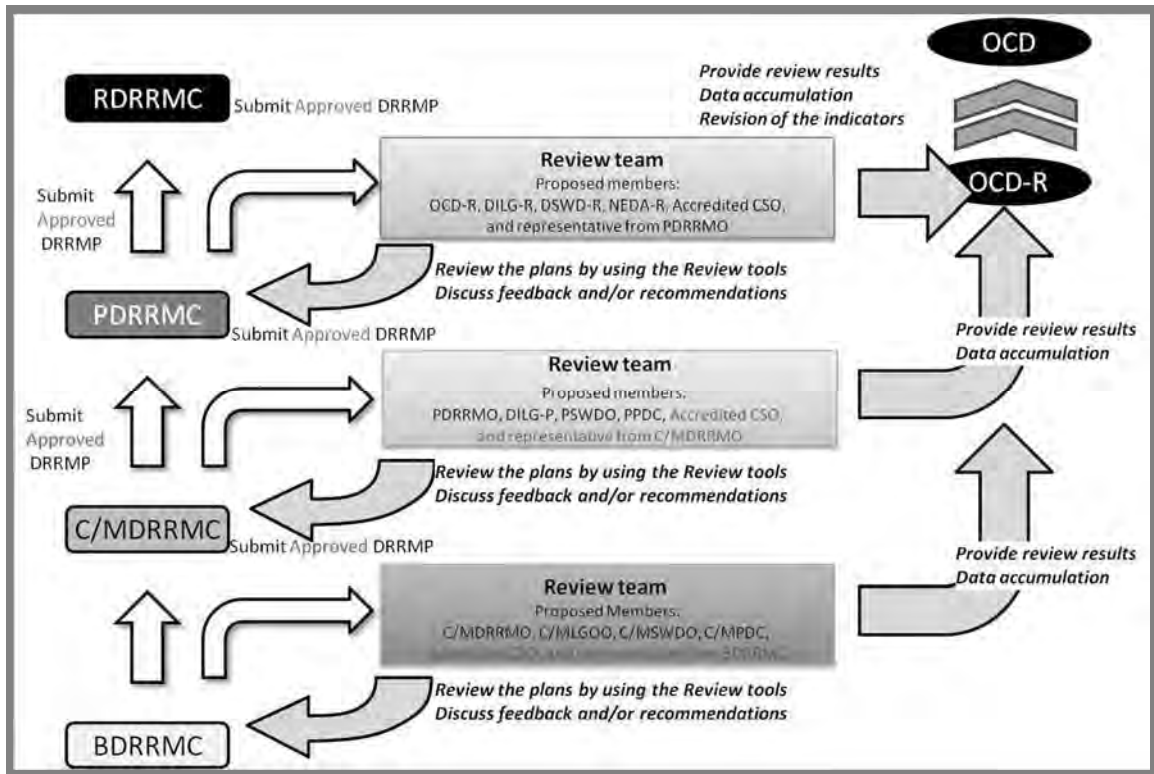 OCD
Provide review results
Data accumulation
Revision of the indicators
RDRRMC
Submit Approved DRRMP
Review team
Proposed members:
OCD-R, DILG-R, DSWD-R, NEDA-R, Accredited CSO,
and representative from PDRRMO
OCD-R
Submit
Approved
DRRMP
Review the plans by using the Review tools
Discuss feedback and/or recommendations
PDRRMC
Submit Approved DRRMP
Provide review results
Data accumulation
Review team
Proposed members:
PDRRMO, DILG-P, PSWDO, PPDC, Accredited CSO,
and representative from C/MDRRMO
Submit
Approved
DRRMP
Review the plans by using the Review tools
Discuss feedback and/or recommendations
C/MDRRMC
Submit Approved DRRMP
Provide review results
Data accumulation
Review team
Proposed Members:
C/MDRRMO, C/MLGOO, C/MSWDO, C/MPDC,
BDRRMC
Review the plans by using the Review tools
Discuss feedback and/or recommendations
BDRRMC